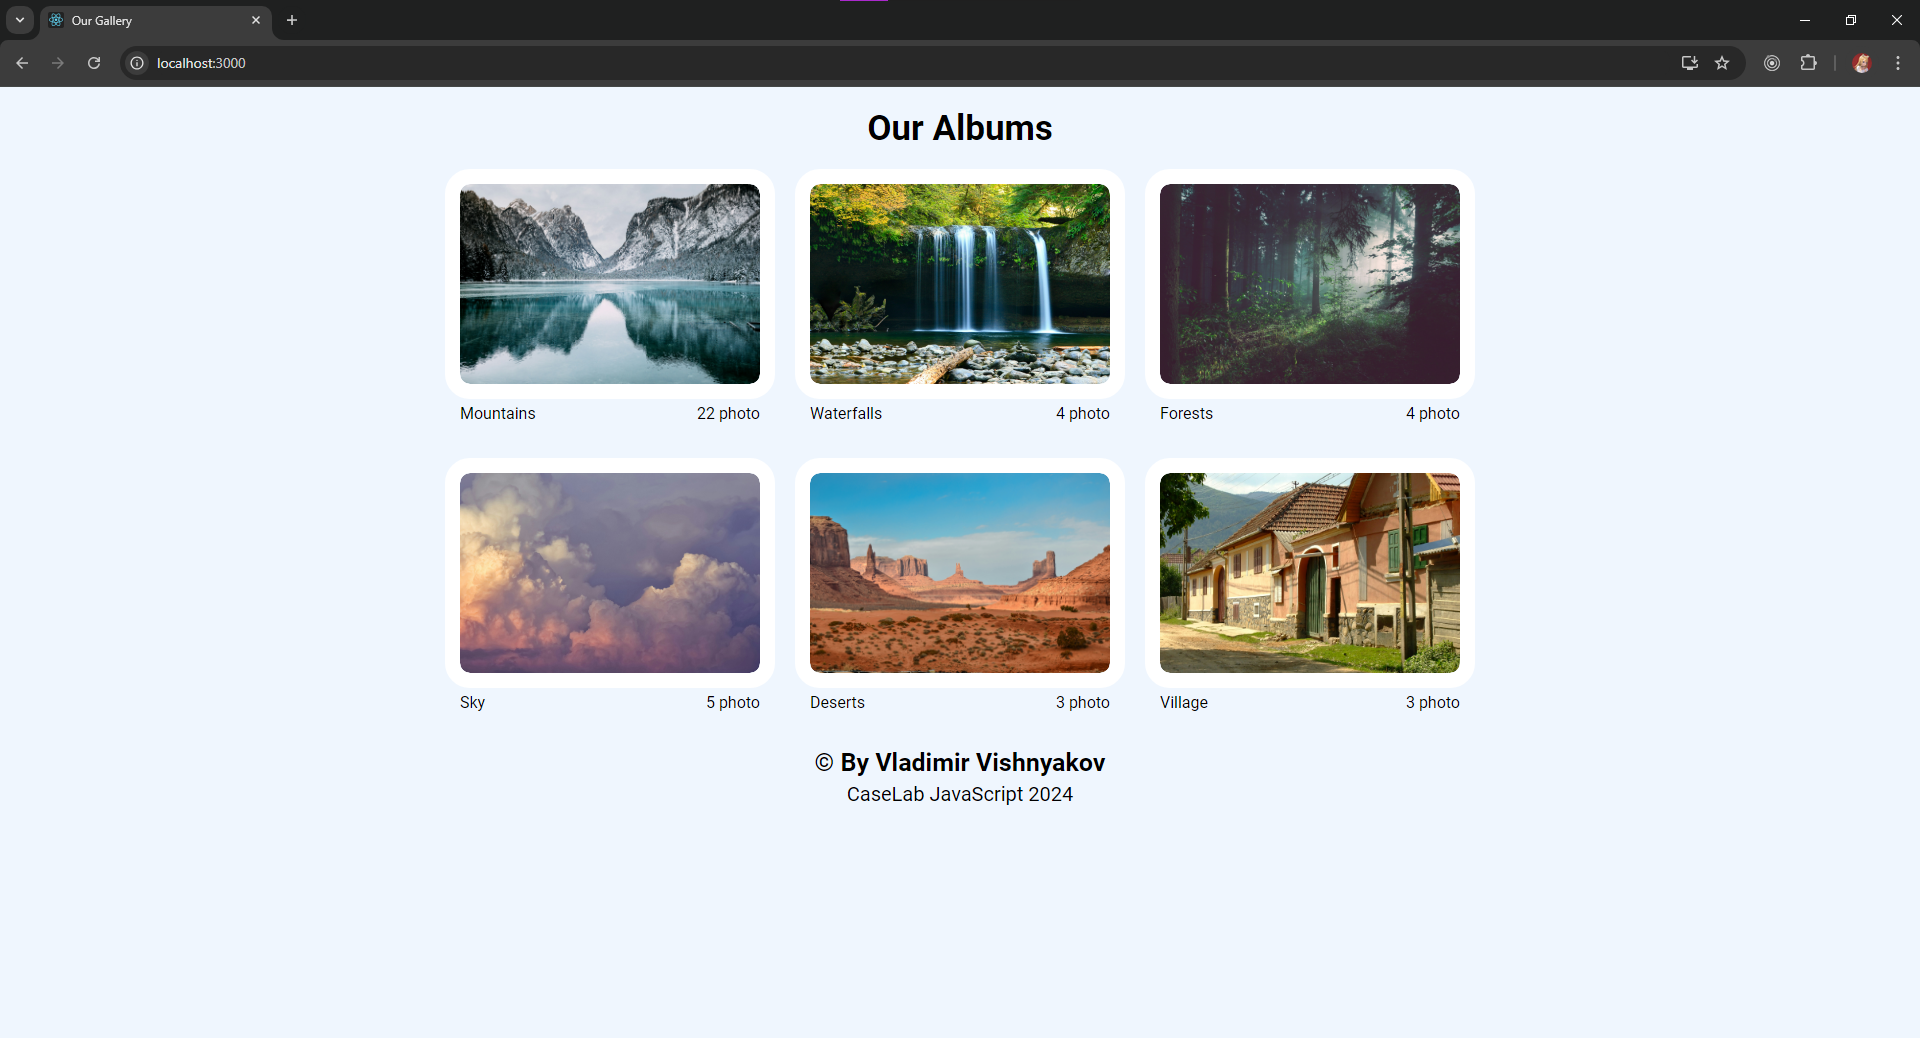 Our Gallery
localhost:3000
Our Albums
Mountains 22 photo
Waterfalls 4 photo
Forests 4 photo
Sky 5 photo
Deserts 3 photo
Village 3 photo
© By Vladimir Vishnyakov
CaseLab JavaScript 2024